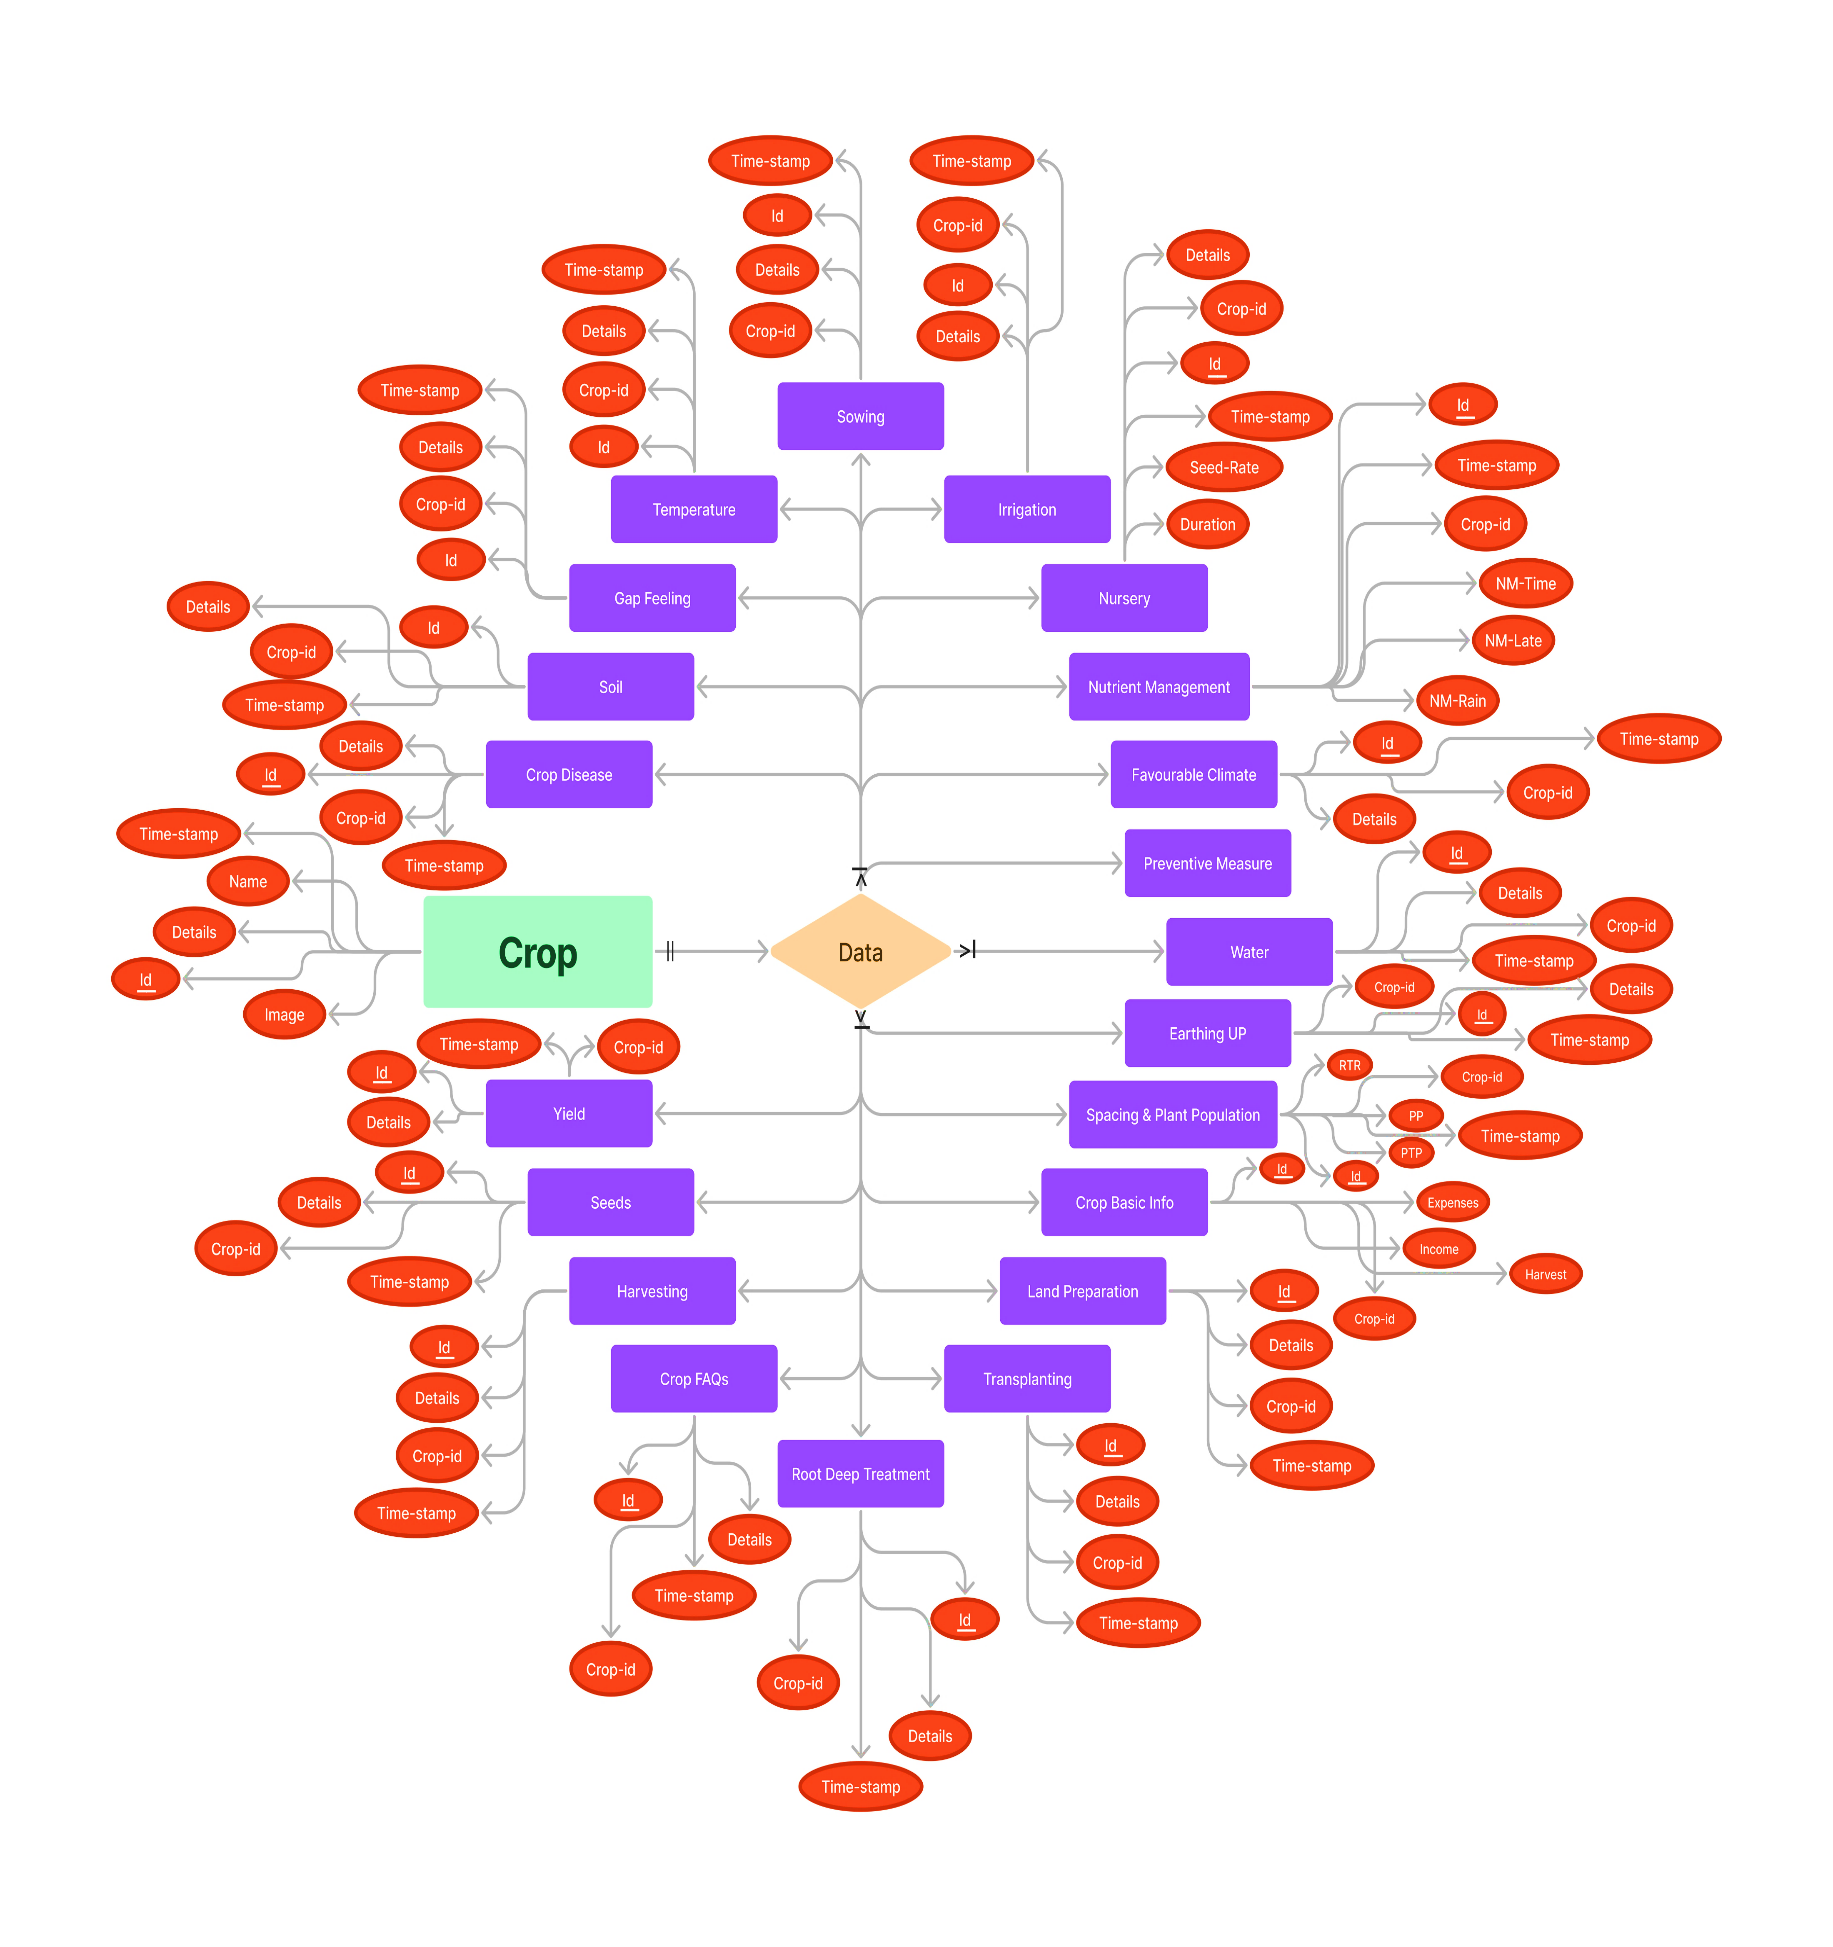 Time-stamp
Id
Details
Crop-id
Sowing
Time-stamp
Crop-id
Id
Details
Irrigation
Time-stamp
Details
Crop-id
Id
Temperature
Details
Crop-id
Id
Time-stamp
Seed-Rate
Duration
Nursery
Time-stamp
Details
Crop-id
Id
Gap Feeling
Id
Time-stamp
Crop-id
NM-Time
NM-Late
NM-Rain
Nutrient Management
Details
Id
Crop-id
Time-stamp
Soil
Details
Id
Crop-id
Time-stamp
Crop Disease
Id
Time-stamp
Crop-id
Details
Favourable Climate
Preventive Measure
Time-stamp
Name
Details
Id
Image
Crop
Data
Water
Id
Details
Crop-id
Time-stamp
Earthing UP
Crop-id
Details
Id
Time-stamp
Time-stamp
Crop-id
Id
Details
Yield
Spacing & Plant Population
RTR
Crop-id
PP
Time-stamp
PTP
Id
Id
Details
Crop-id
Time-stamp
Seeds
Crop Basic Info
Id
Expenses
Income
Harvest
Crop-id
Harvesting
Id
Details
Crop-id
Time-stamp
Land Preparation
Id
Details
Crop-id
Time-stamp
Crop FAQs
Id
Details
Time-stamp
Crop-id
Transplanting
Id
Details
Crop-id
Time-stamp
Root Deep Treatment
Id
Crop-id
Details
Time-stamp